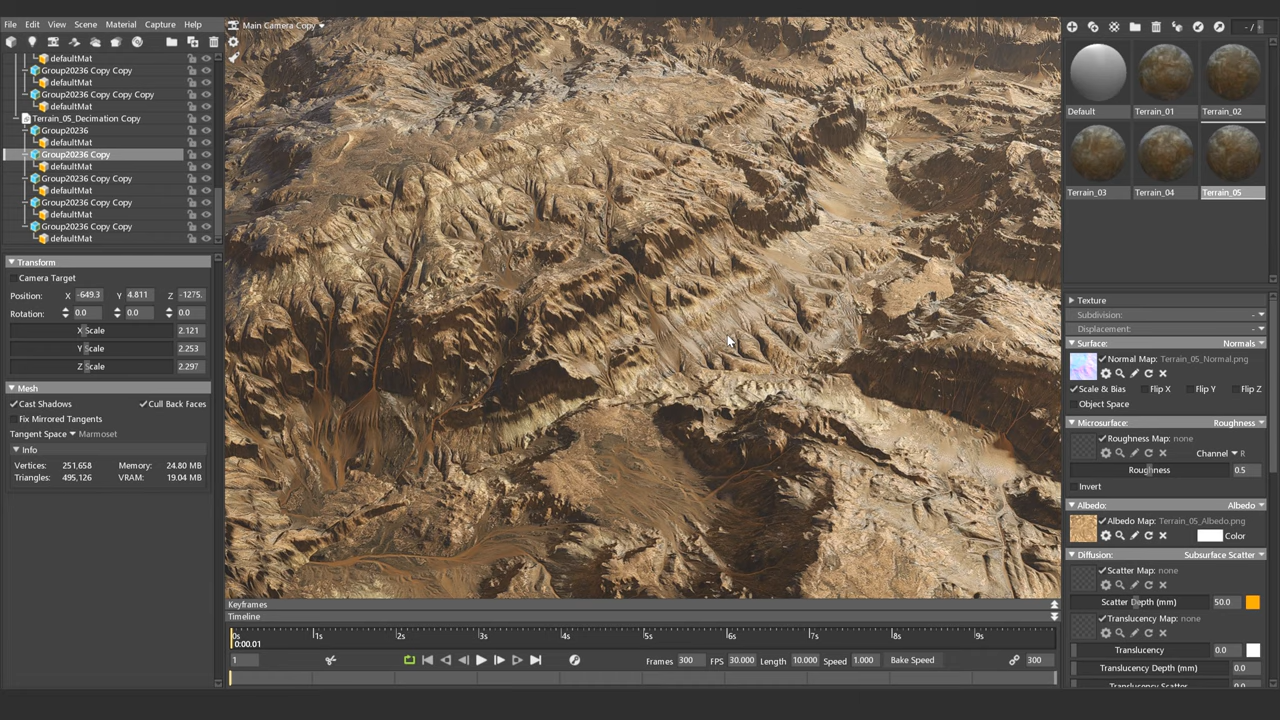 File Edit View Scene Material Capture Help
defaultMat
Group20236 Copy Copy
defaultMat
Group20236 Copy Copy Copy
defaultMat
Terrain_05_Decimation Copy
Group20236
defaultMat
Group20236 Copy
defaultMat
Group20236 Copy Copy
defaultMat
Group20236 Copy Copy
defaultMat
Group20236 Copy Copy
defaultMat
Transform
Camera Target
Position: X -649.3 Y 4.811 Z -1275.
Rotation: 0.0 0.0 0.0
X Scale 2.121
Y Scale 2.253
Z Scale 2.297
Mesh
Cast Shadows Cull Back Faces
Fix Mirrored Tangents
Tangent Space Marmoset
Info
Vertices: 251,658 Memory: 24.80 MB
Triangles: 495,126 VRAM: 19.04 MB
Main Camera Copy
Keyframes
Timeline
0s 1s 2s 3s 4s 5s 6s 7s 8s 9s
0:00.01
1 Frames 300 FPS 30.000 Length 10.000 Speed 1.000 Bake Speed 300
- /
Default Terrain_01 Terrain_02
Terrain_03 Terrain_04 Terrain_05
Texture
Subdivision: -
Displacement: -
Surface: Normals
Normal Map: Terrain_05_Normal.png
Scale & Bias Flip X Flip Y Flip Z
Object Space
Microsurface: Roughness
Roughness Map: none
Channel R
Roughness 0.5
Invert
Albedo: Albedo
Albedo Map: Terrain_05_Albedo.png
Color
Diffusion: Subsurface Scatter
Scatter Map: none
Scatter Depth (mm) 50.0
Translucency Map: none
Translucency 0.0
Translucency Depth (mm) 0.0
Translucency Scatter 0.0